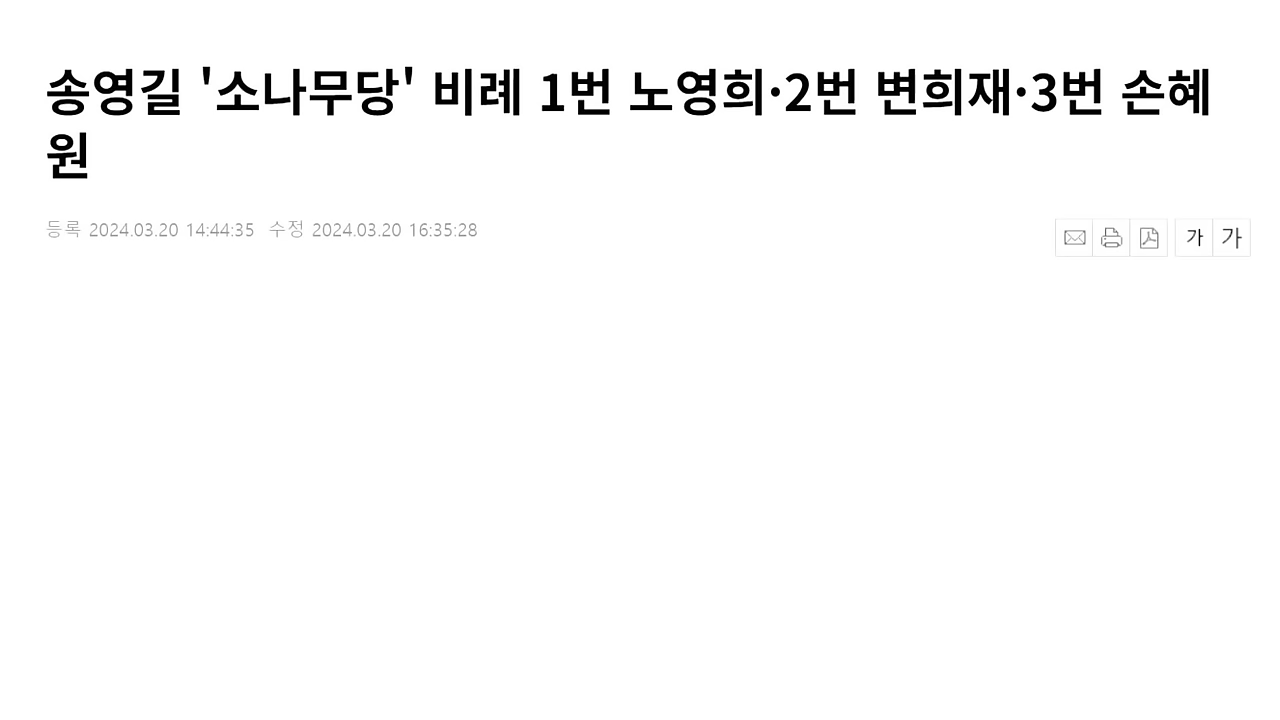 송영길 '소나무당' 비례 1번 노영희·2번 변희재·3번 손혜
원
등록 2024.03.20 14:44:35 수정 2024.03.20 16:35:28
가 가